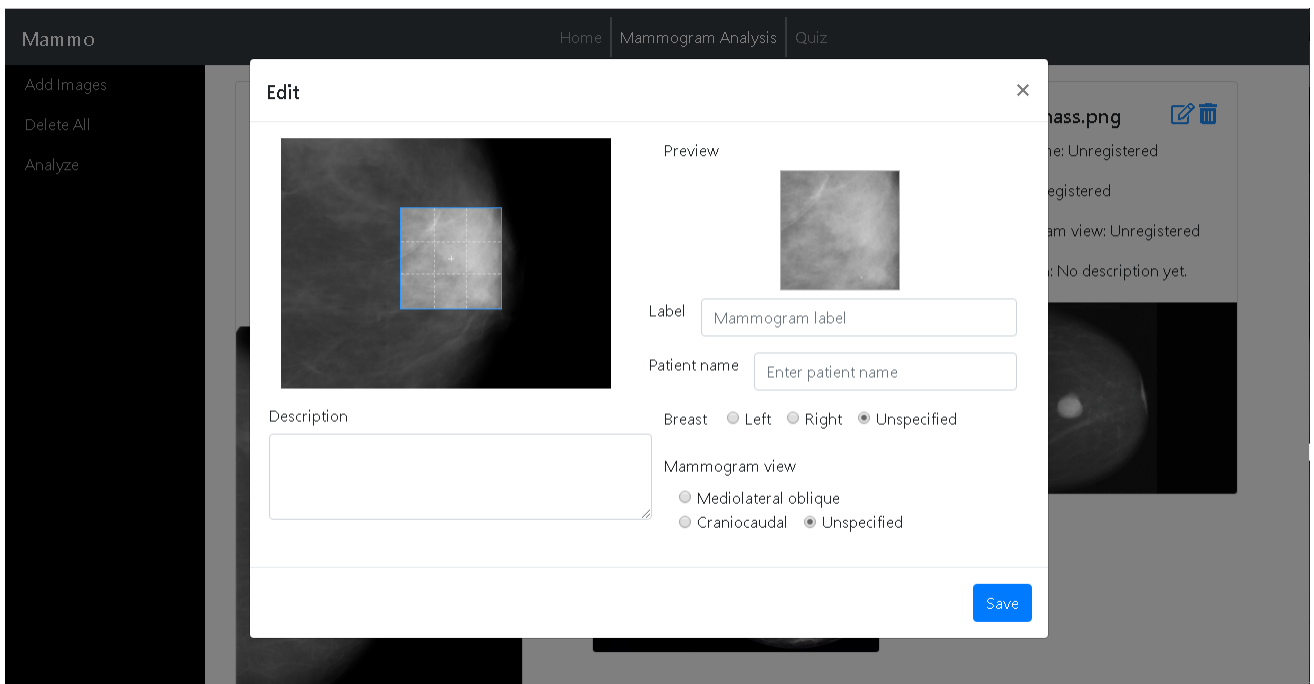 Mammo
Home Mammogram Analysis Quiz
Add Images
Delete All
Analyze
Edit
×
Preview
Label Mammogram label
Patient name Enter patient name
Description
Breast Left Right Unspecified
Mammogram view
Mediolateral oblique
Craniocaudal Unspecified
Save
ass.png
e: Unregistered
egistered
am view: Unregistered
: No description yet.